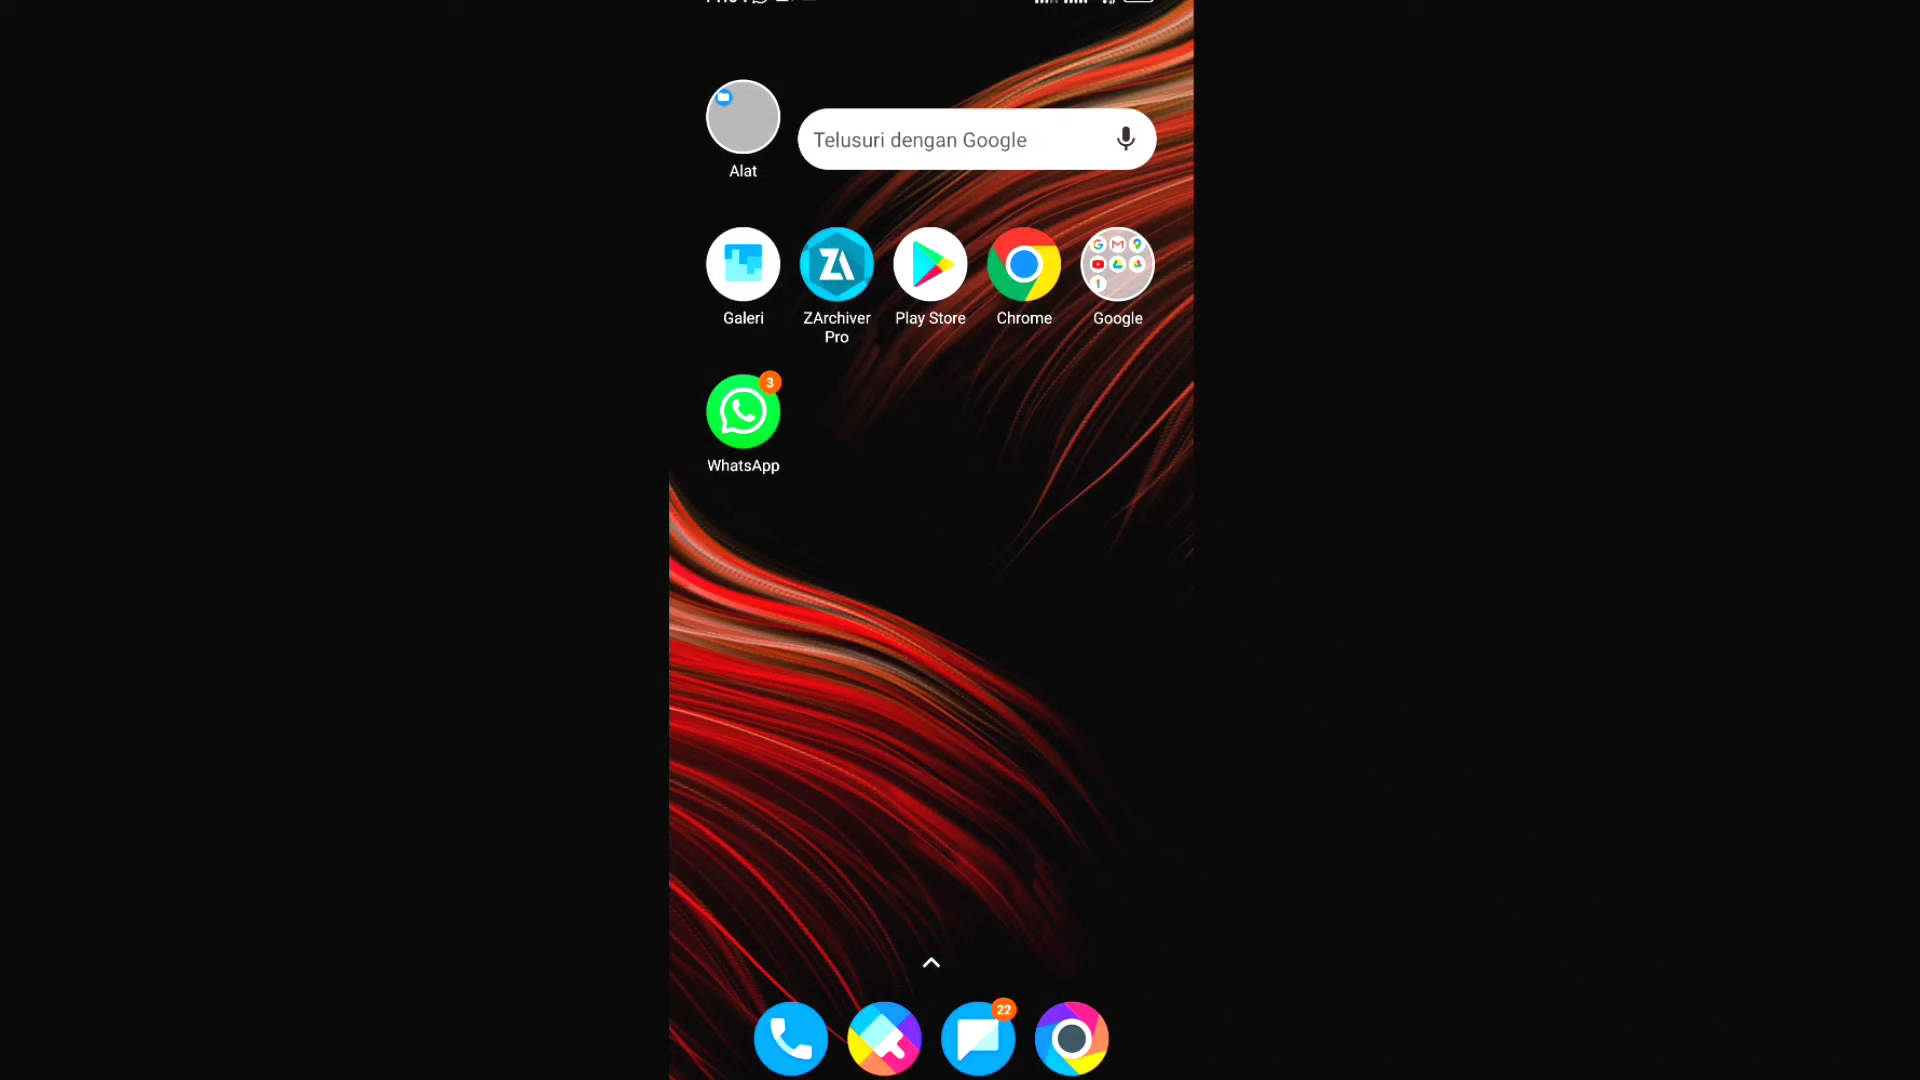 Telusuri dengan Google
Alat
Galeri
ZArchiver
Pro
Play Store
Chrome
Google
3
WhatsApp
22